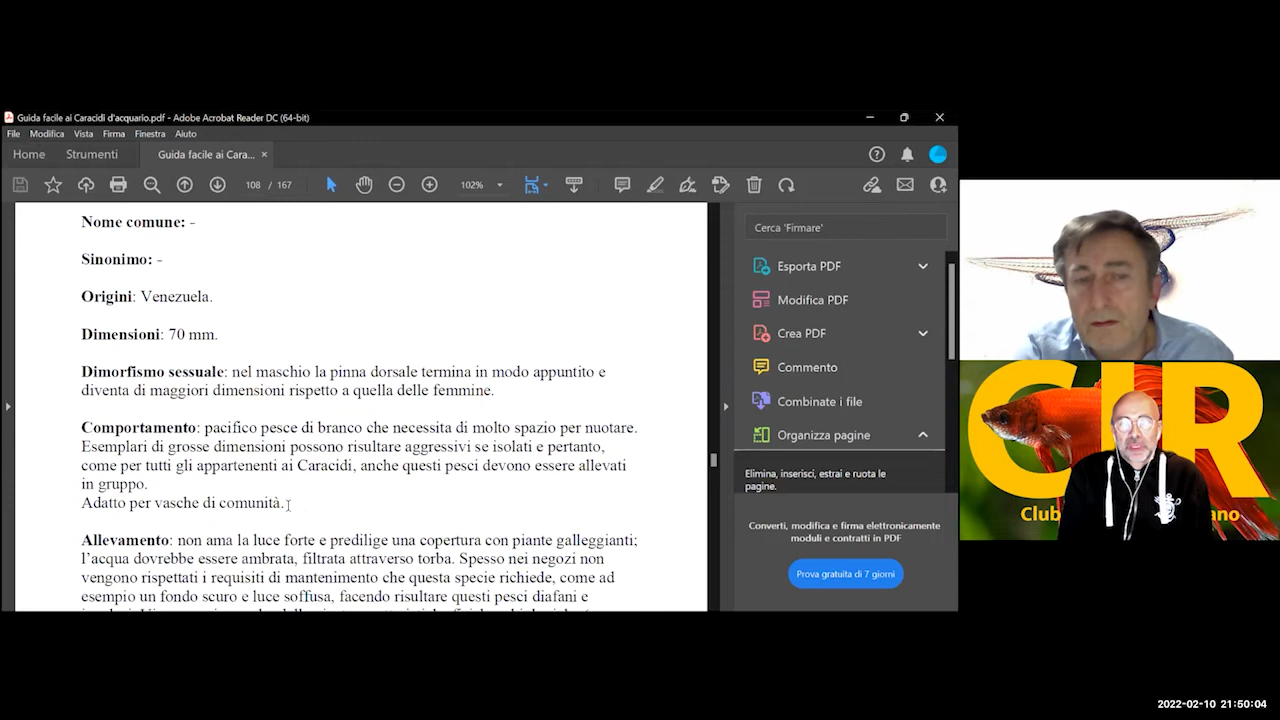 Guida facile ai Caracidi d'acquario.pdf - Adobe Acrobat Reader DC (64-bit)
File Modifica Vista Firma Finestra Aiuto
Home Strumenti Guida facile ai Cara... ×
108 / 167 102%
Nome comune: -
Sinonimo: -
Origini: Venezuela.
Dimensioni: 70 mm.
Dimorfismo sessuale: nel maschio la pinna dorsale termina in modo appuntito e
diventa di maggiori dimensioni rispetto a quella delle femmine.
Comportamento: pacifico pesce di branco che necessita di molto spazio per nuotare.
Esemplari di grosse dimensioni possono risultare aggressivi se isolati e pertanto,
come per tutti gli appartenenti ai Caracidi, anche questi pesci devono essere allevati
in gruppo.
Adatto per vasche di comunità.
Allevamento: non ama la luce forte e predilige una copertura con piante galleggianti;
l'acqua dovrebbe essere ambrata, filtrata attraverso torba. Spesso nei negozi non
vengono rispettati i requisiti di mantenimento che questa specie richiede, come ad
esempio un fondo scuro e luce soffusa, facendo risultare questi pesci diafani e
Cerca 'Firmare'
Esporta PDF
Modifica PDF
Crea PDF
Commento
Combinate i file
Organizza pagine
Elimina, inserisci, estrai e ruota le
pagine.
Converti, modifica e firma elettronicamente
moduli e contratti in PDF
Prova gratuita di 7 giorni
CIR
Club ano
2022-02-10 21:50:04